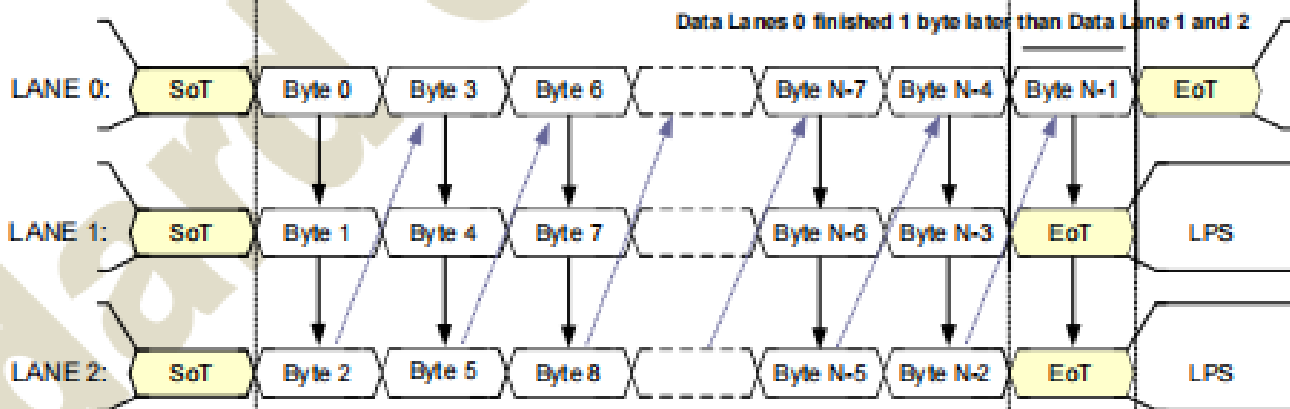 Data Lanes 0 finished 1 byte later than Data Lane 1 and 2
LANE 0: SoT Byte 0 Byte 3 Byte 6 Byte N-7 Byte N-4 Byte N-1 EoT
LANE 1: SoT Byte 1 Byte 4 Byte 7 Byte N-6 Byte N-3 EoT LPS
LANE 2: SoT Byte 2 Byte 5 Byte 8 Byte N-5 Byte N-2 EoT LPS